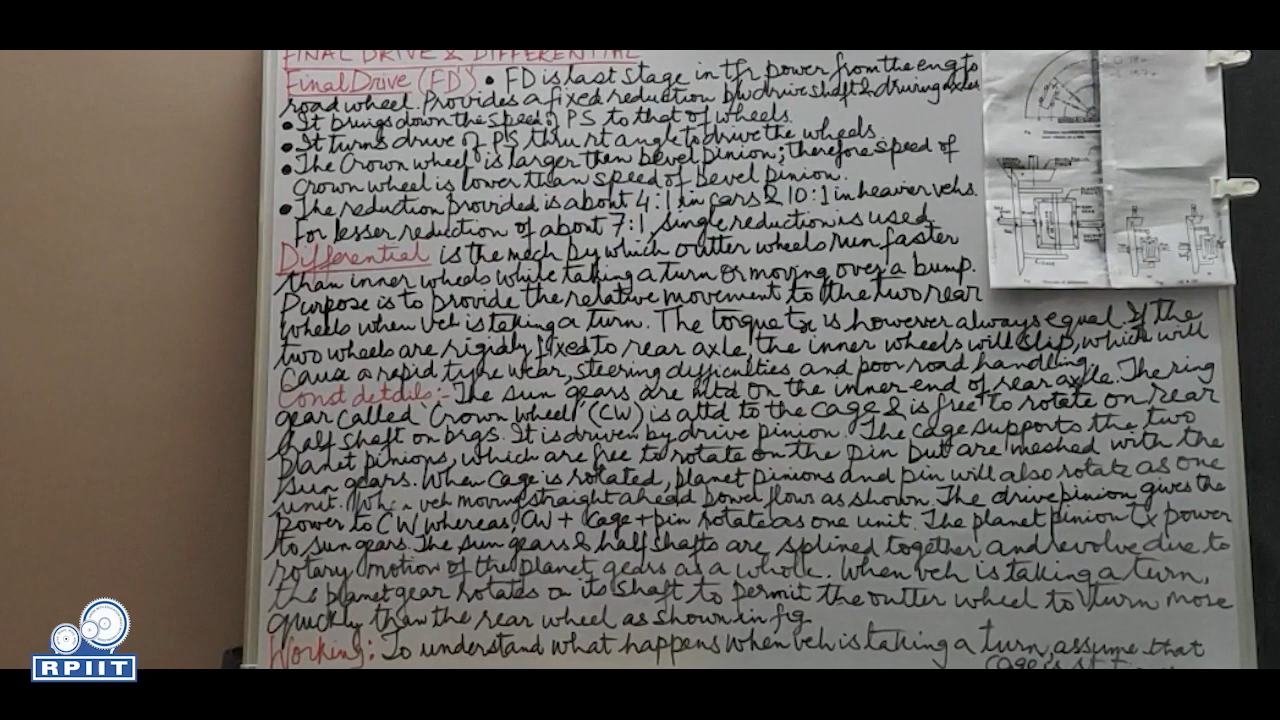 FINAL DRIVE & DIFFERENTIAL
Final Drive (FD) • FD is last stage in tfr power from the eng to
road wheel. Provides a fixed reduction b/w drive shaft & driving axles
• It brings down the speed of PS to that of wheels.
• It turns drive of PS thru rt angle to drive the wheels
• The Crown wheel is larger then bevel pinion; therefore speed of
crown wheel is lower than speed of bevel pinion.
• The reduction provided is about 4:1 in cars & 10:1 in heavier vehs.
For lesser reduction of about 7:1, single reduction is used
Differential is the mech by which outter wheels run faster
than inner wheels while taking a turn or moving over a bump.
Purpose is to provide the relative movement to the two rear
wheels when veh is taking a turn. The torque tx is however always equal. If the
two wheels are rigidly fixed to rear axle, the inner wheels will slip, which will
cause a rapid tyre wear, steering difficulties and poor road handling
Const details:- The sun gears are mtd on the inner end of rear axle. The ring
gear called 'Crown wheel' (CW) is attd to the cage & is free to rotate on rear
half shaft on brgs. It is driven by drive pinion. The cage supports the two
planet pinions, which are free to rotate on the pin but are meshed with the
sun gears. When cage is rotated, planet pinions and pin will also rotate as one
unit. veh moving straight ahead power flow as shown. The drive pinion gives the
power to CW whereas, CW + cage + pin rotate as one unit. The planet pinion tx power
to sun gears. The sun gears & half shafts are splined together and revolve due to
rotary motion of the planet gears as a whole. When veh is taking a turn,
the planet gear rotates on its shaft to permit the outter wheel to turn more
quickly than the rear wheel as shown in fig.
Working: To understand what happens when veh is taking a turn, assume that
cage is
RPIIT